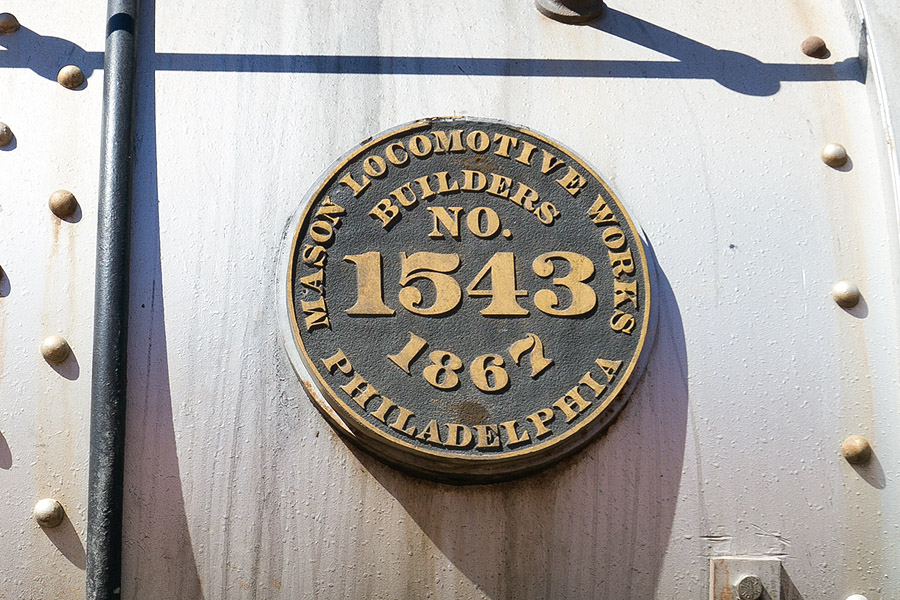 MASON LOCOMOTIVE WORKS
BUILDERS
NO.
1543
1867
PHILADELPHIA